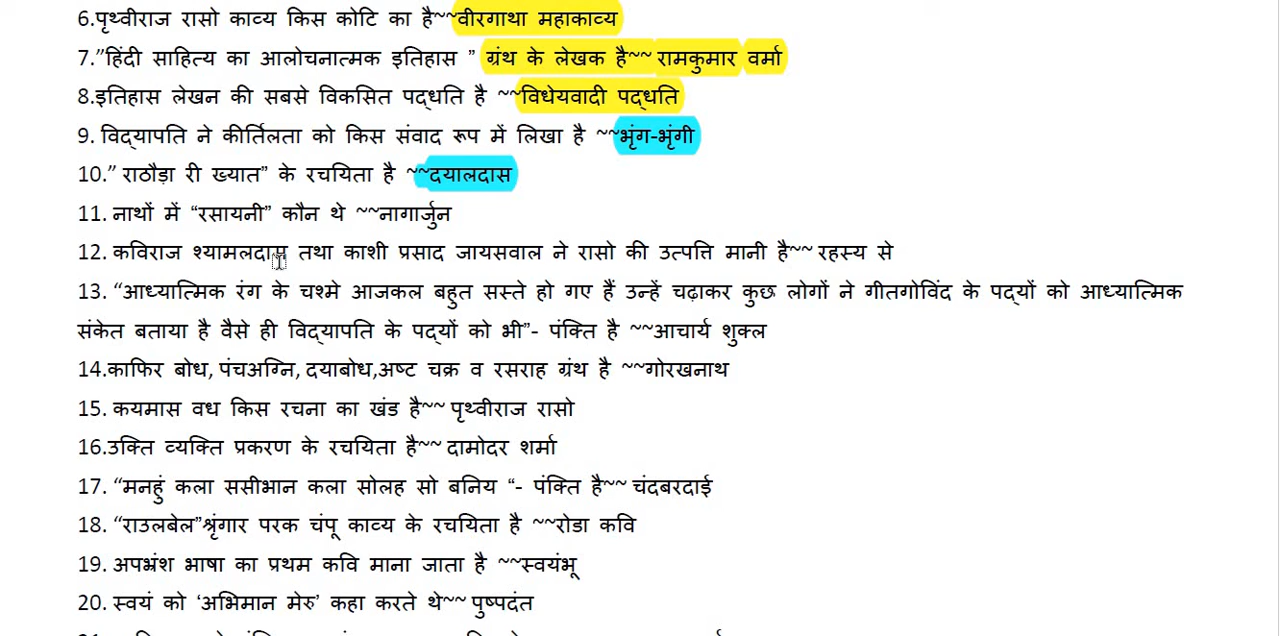 6.पृथ्वीराज रासो काव्य किस कोटि का है~~वीरगाथा महाकाव्य
7.”हिंदी साहित्य का आलोचनात्मक इतिहास ” ग्रंथ के लेखक है~~ रामकुमार वर्मा
8.इतिहास लेखन की सबसे विकसित पद्धति है ~~विधेयवादी पद्धति
9. विद्यापति ने कीर्तिलता को किस संवाद रूप में लिखा है ~~भृंग-भृंगी
10.” राठौड़ा री ख्यात” के रचयिता है ~~दयालदास
11. नाथों में “रसायनी” कौन थे ~~नागार्जुन
12. कविराज श्यामलदास तथा काशी प्रसाद जायसवाल ने रासो की उत्पत्ति मानी है~~ रहस्य से
13. “आध्यात्मिक रंग के चश्मे आजकल बहुत सस्ते हो गए हैं उन्हें चढ़ाकर कुछ लोगों ने गीतगोविंद के पद्यों को आध्यात्मिक
संकेत बताया है वैसे ही विद्यापति के पद्यों को भी”- पंक्ति है ~~आचार्य शुक्ल
14.काफिर बोध, पंचअग्नि, दयाबोध,अष्ट चक्र व रसराह ग्रंथ है ~~गोरखनाथ
15. कयमास वध किस रचना का खंड है~~ पृथ्वीराज रासो
16.उक्ति व्यक्ति प्रकरण के रचयिता है~~ दामोदर शर्मा
17. “मनहुं कला ससीभान कला सोलह सो बनिय “- पंक्ति है~~ चंदबरदाई
18. “राउलबेल”श्रृंगार परक चंपू काव्य के रचयिता है ~~रोडा कवि
19. अपभ्रंश भाषा का प्रथम कवि माना जाता है ~~स्वयंभू
20. स्वयं को ‘अभिमान मेरु’ कहा करते थे~~ पुष्पदंत